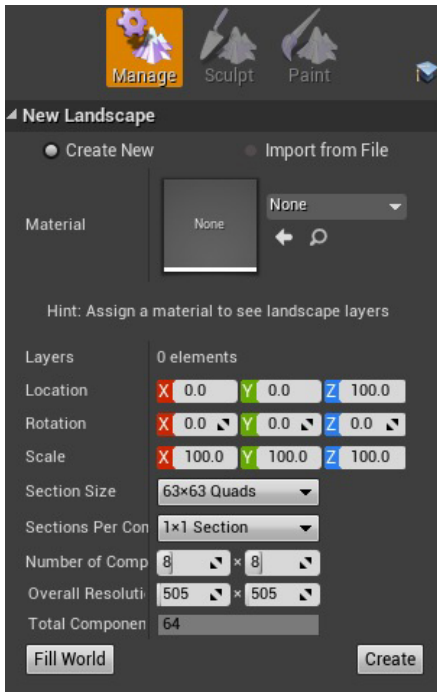 Manage Sculpt Paint
New Landscape
Create New Import from File
Material None None
Hint: Assign a material to see landscape layers
Layers 0 elements
Location X 0.0 Y 0.0 Z 100.0
Rotation X 0.0 Y 0.0 Z 0.0
Scale X 100.0 Y 100.0 Z 100.0
Section Size 63×63 Quads
Sections Per Con 1×1 Section
Number of Comp 8 × 8
Overall Resoluti 505 × 505
Total Componen 64
Fill World Create